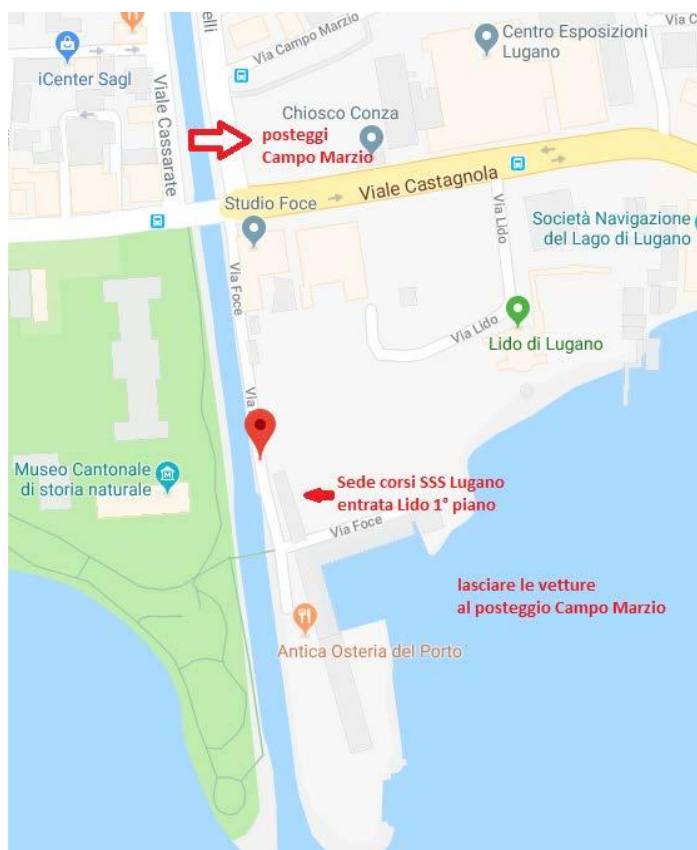 elli
Via Campo Marzio
Via C
Centro Esposizioni
Lugano
iCenter Sagl
Viale Cassarate
Chiosco Conza
posteggi
Campo Marzio
Viale Castagnola
Studio Foce
Via Lido
Società Navigazione
del Lago di Lugano
Via Foce
Via Lido
Lido di Lugano
Via
Museo Cantonale
di storia naturale
Sede corsi SSS Lugano
entrata Lido 1° piano
Via Foce
lasciare le vetture
al posteggio Campo Marzio
Antica Osteria del Porto